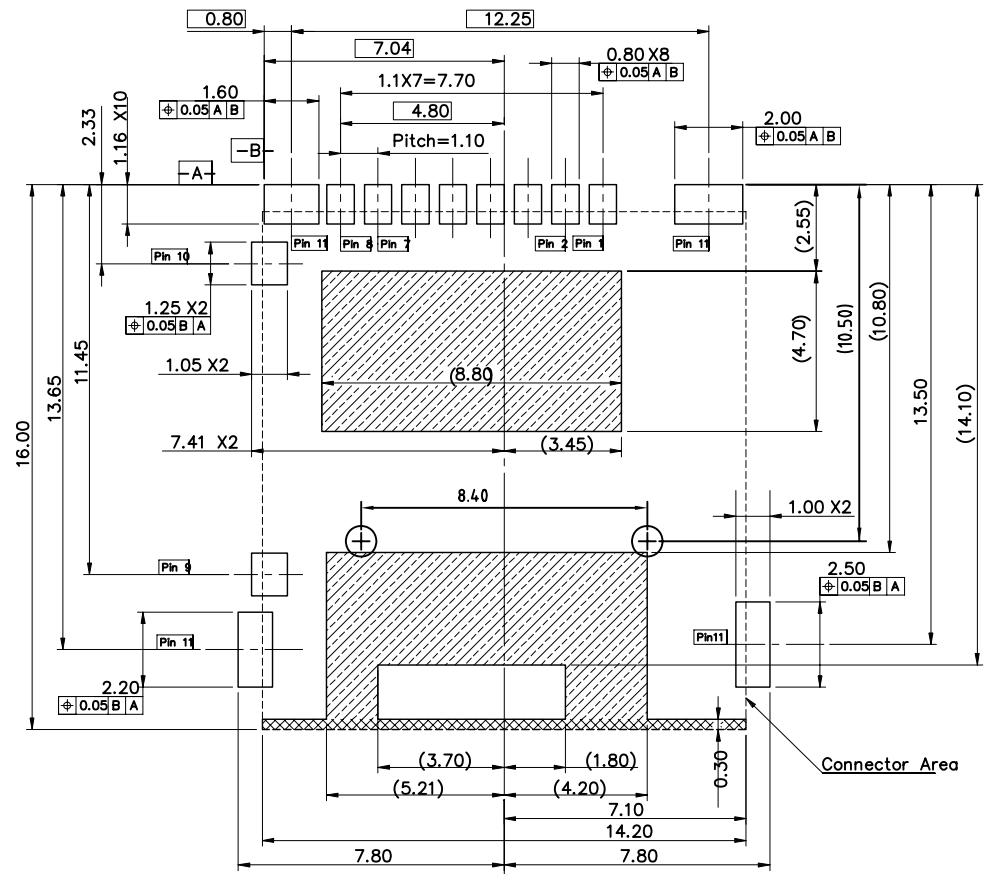 0.80
12.25
7.04
0.80 X8
⌖ 0.05 A B
1.1X7=7.70
1.60
⌖ 0.05 A B
4.80
2.00
⌖ 0.05 A B
Pitch=1.10
2.33
1.16 X10
-B-
-A-
Pin 11
Pin 8
Pin 7
Pin 2
Pin 1
Pin 11
(2.55)
Pin 10
1.25 X2
⌖ 0.05 B A
(4.70)
(10.50)
(10.80)
1.05 X2
(8.80)
11.45
13.65
16.00
13.50
(14.10)
7.41 X2
(3.45)
8.40
1.00 X2
Pin 9
2.50
⌖ 0.05 B A
Pin 11
Pin11
2.20
⌖ 0.05 B A
(3.70)
(1.80)
0.30
Connector Area
(5.21)
(4.20)
7.10
14.20
7.80
7.80